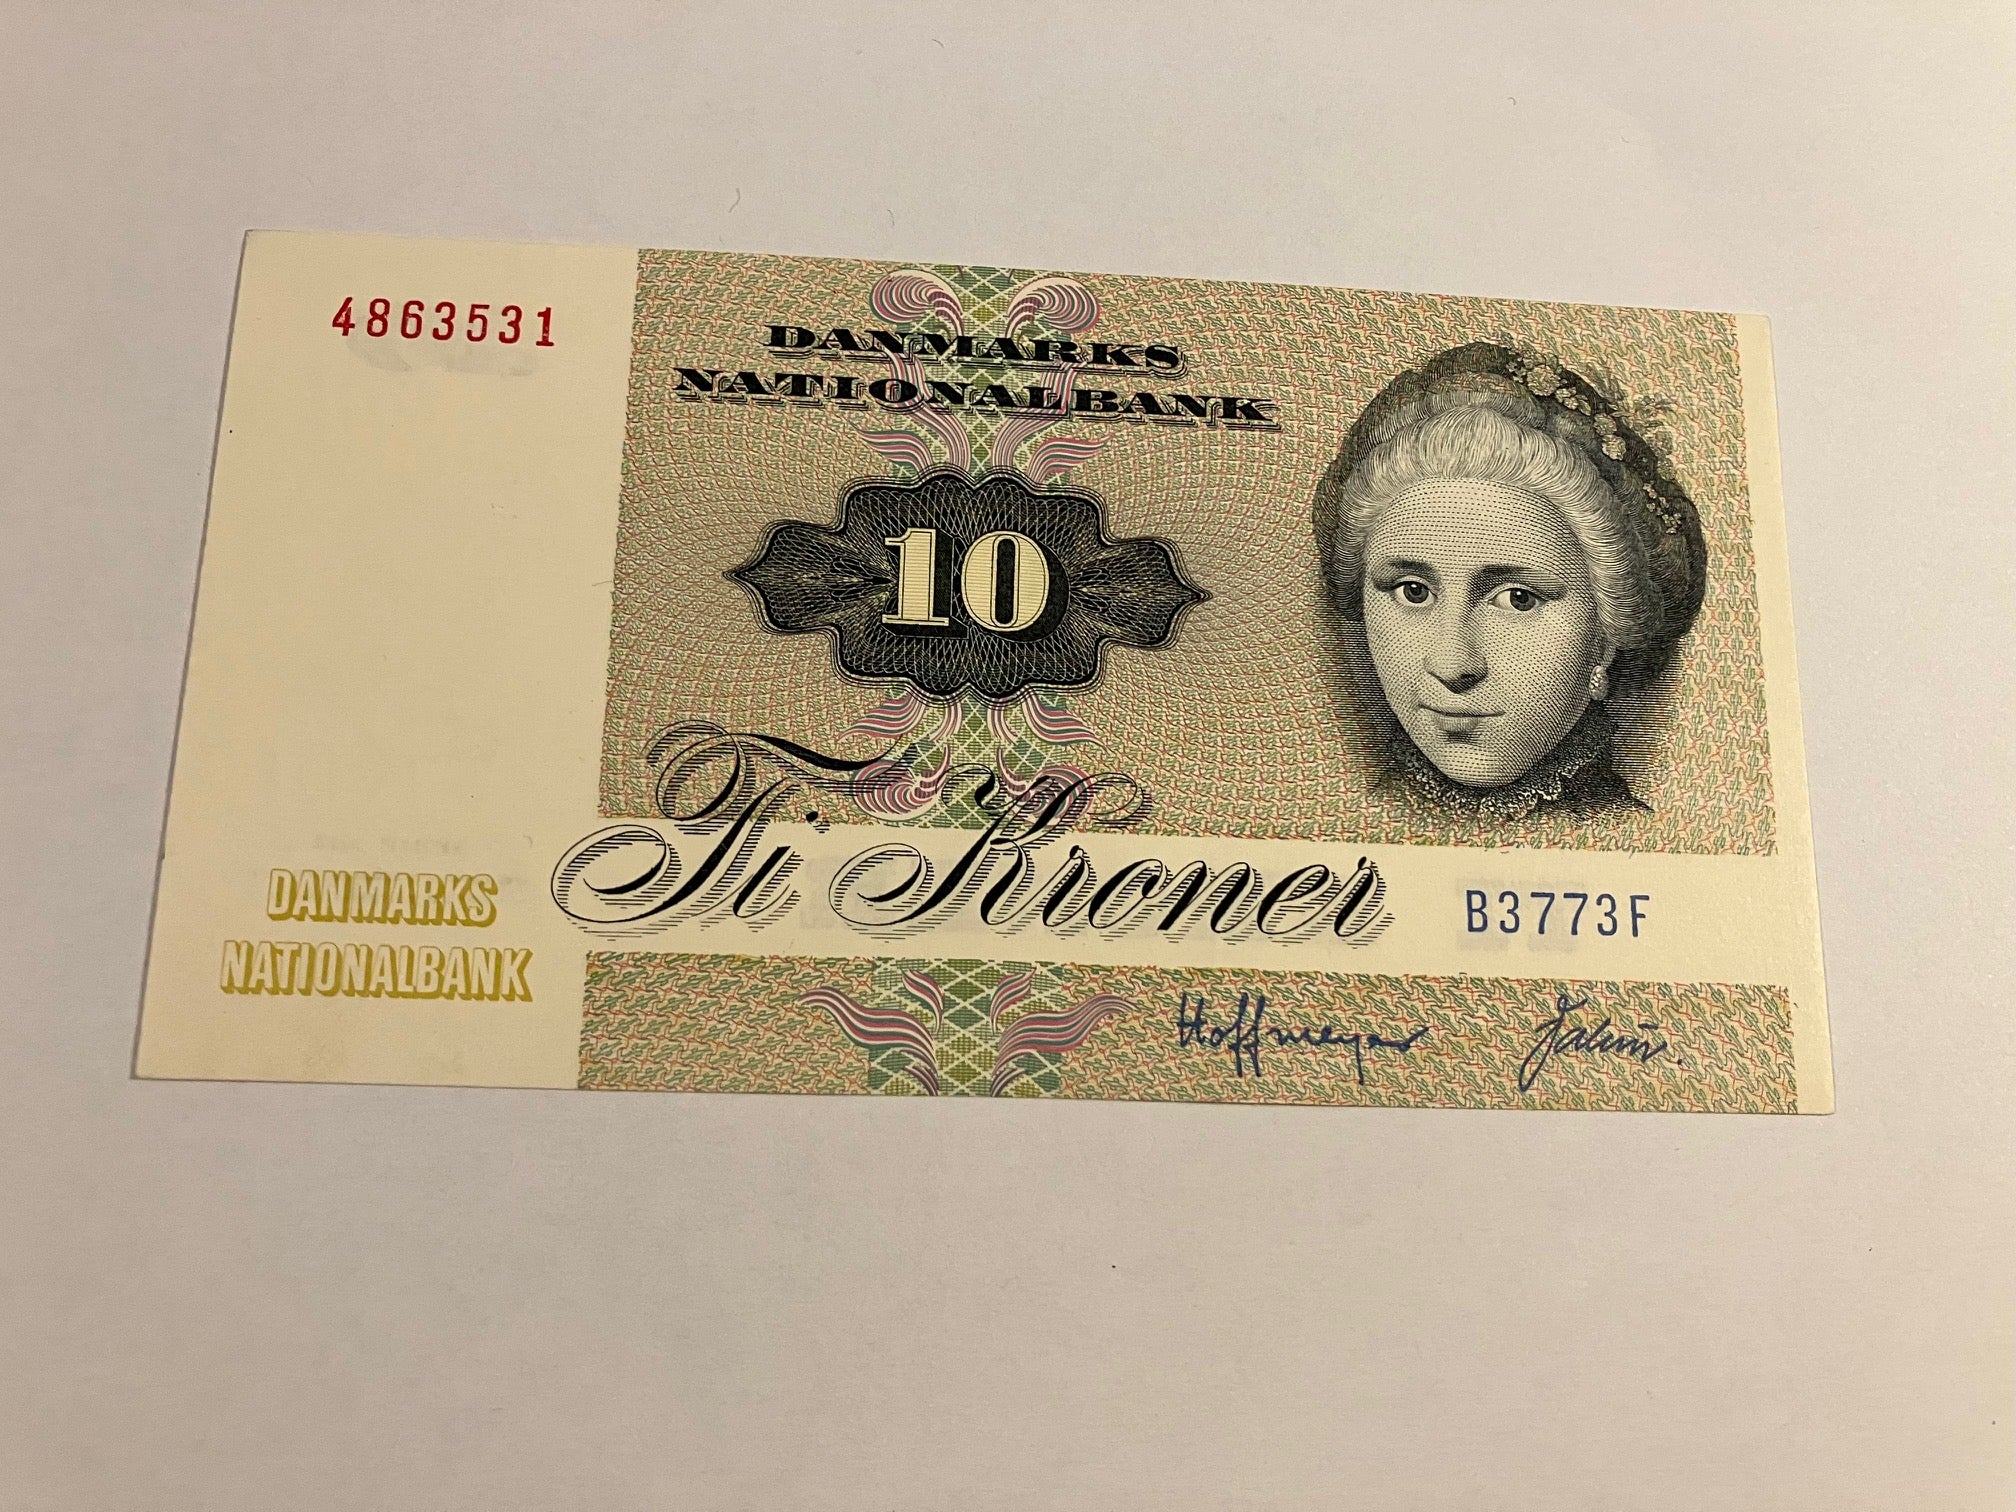 4863531
DANMARKS
NATIONALBANK
10
Ti Kroner
B3773F
DANMARKS
NATIONALBANK
Hoffmeyer